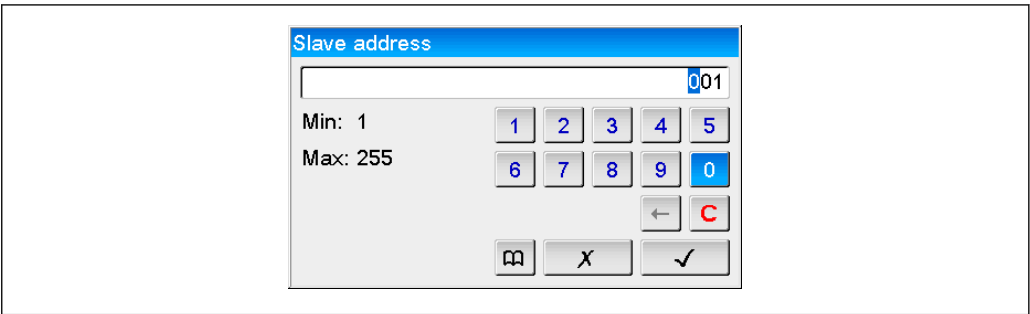 Slave address
001
Min: 1
Max: 255
1 2 3 4 5
6 7 8 9 0
← C
X ✓